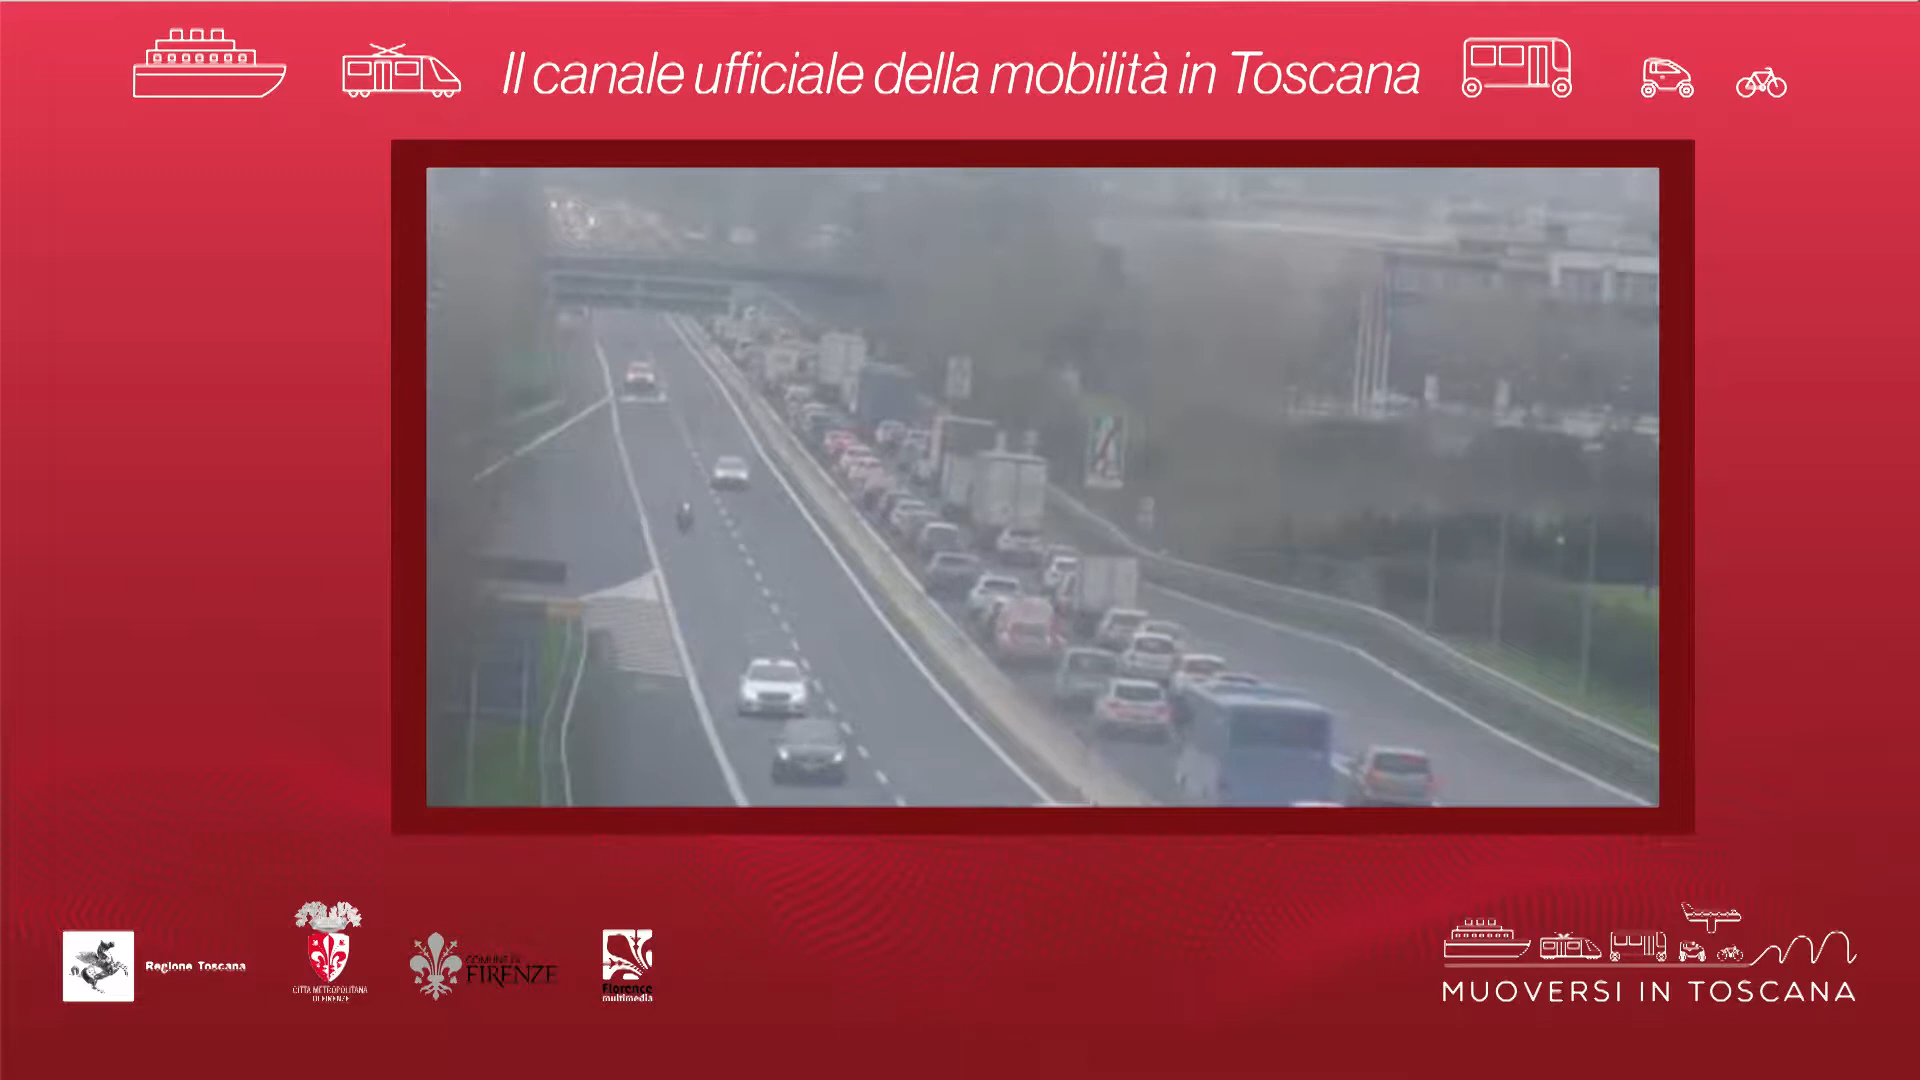 Il canale ufficiale della mobilità in Toscana
Regione Toscana
CITTÀ METROPOLITANA
DI FIRENZE
COMUNE DI
FIRENZE
Florence
multimedia
MUOVERSI IN TOSCANA